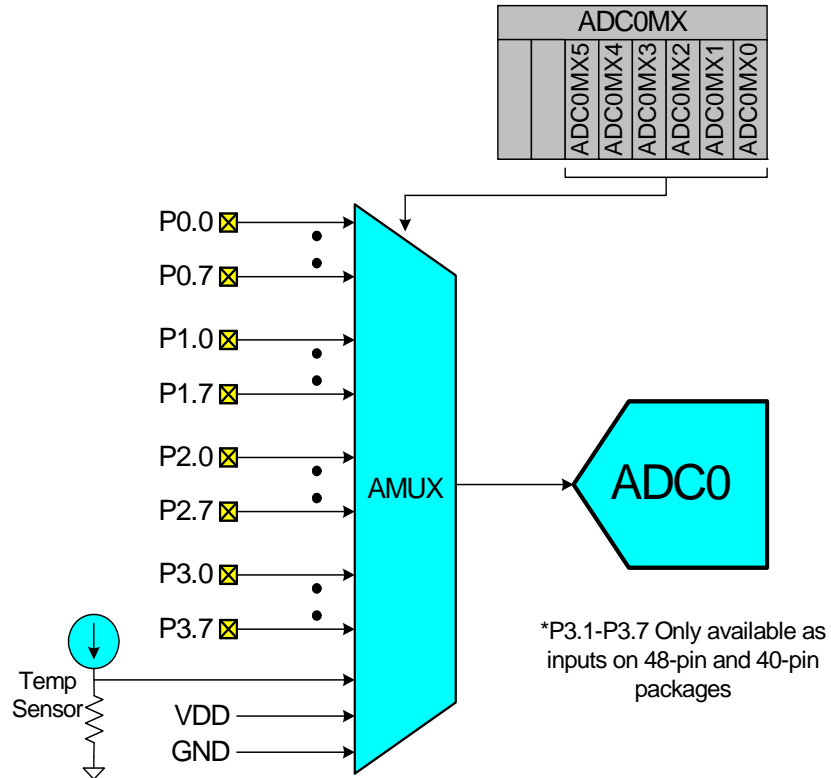 ADC0MX
ADC0MX5
ADC0MX4
ADC0MX3
ADC0MX2
ADC0MX1
ADC0MX0
P0.0
P0.7
P1.0
P1.7
P2.0
P2.7
P3.0
P3.7
AMUX
ADC0
Temp
Sensor
VDD
GND
*P3.1-P3.7 Only available as
inputs on 48-pin and 40-pin
packages